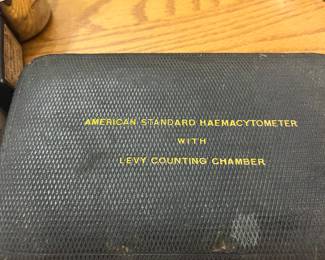 AMERICAN STANDARD HAEMACYTOMETER
WITH
LEVY COUNTING CHAMBER